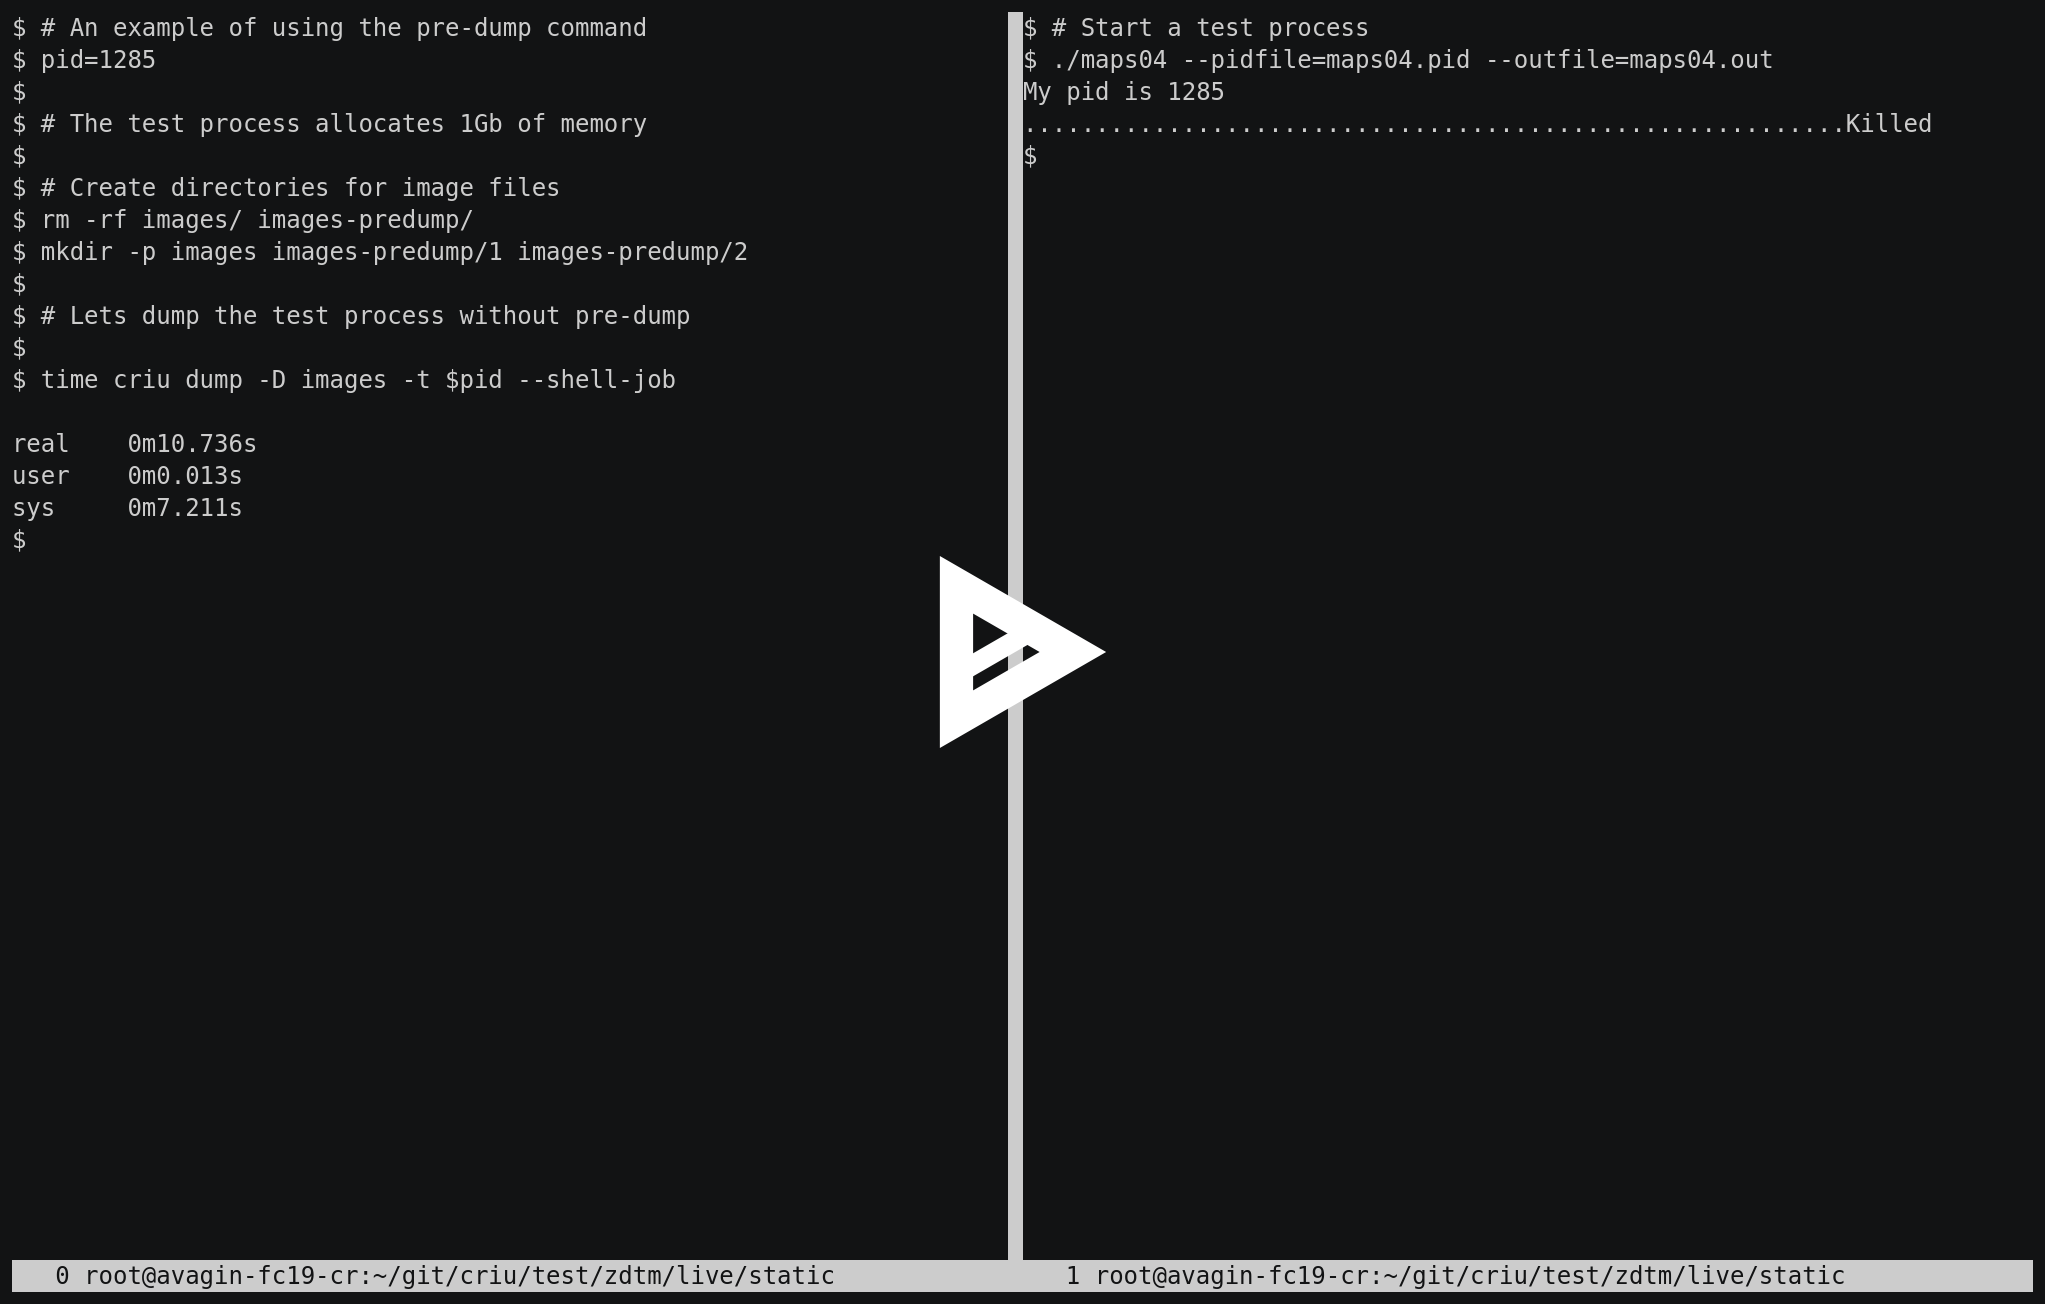 $ # An example of using the pre-dump command
$ pid=1285
$
$ # The test process allocates 1Gb of memory
$
$ # Create directories for image files
$ rm -rf images/ images-predump/
$ mkdir -p images images-predump/1 images-predump/2
$
$ # Lets dump the test process without pre-dump
$
$ time criu dump -D images -t $pid --shell-job

real    0m10.736s
user    0m0.013s
sys     0m7.211s
$
$ # Start a test process
$ ./maps04 --pidfile=maps04.pid --outfile=maps04.out
My pid is 1285
.........................................................Killed
$
0 root@avagin-fc19-cr:~/git/criu/test/zdtm/live/static
1 root@avagin-fc19-cr:~/git/criu/test/zdtm/live/static